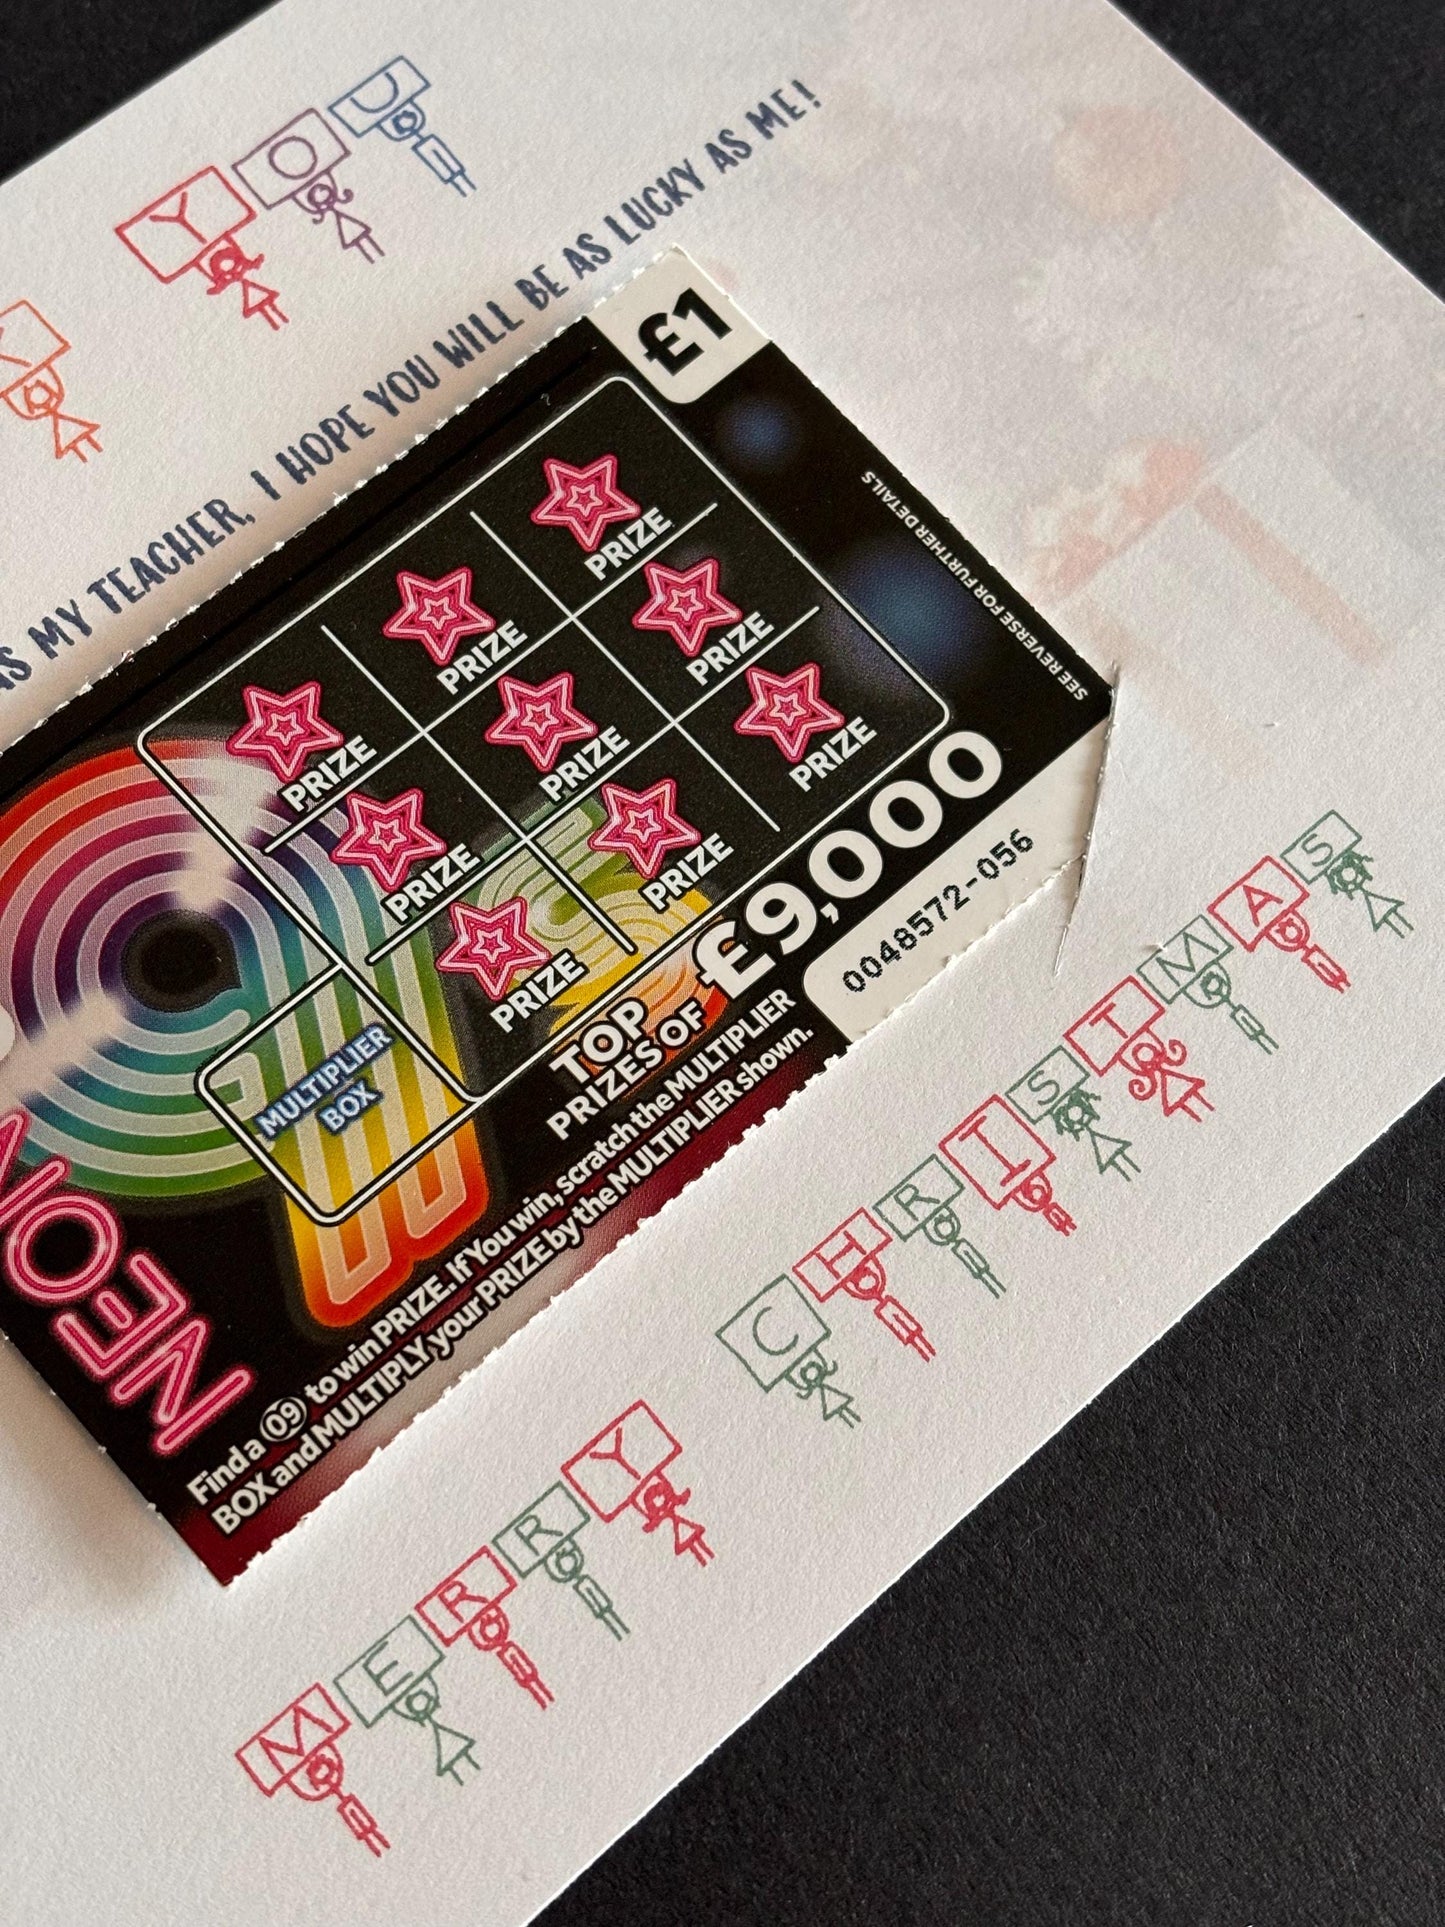 K YOU
AS MY TEACHER, I HOPE YOU WILL BE AS LUCKY AS ME!
£1
PRIZE PRIZE PRIZE
PRIZE PRIZE PRIZE
PRIZE PRIZE
SEE REVERSE FOR FURTHER DETAILS
MULTIPLIER
BOX
TOP
PRIZES OF £9,000
0048572-056
NEON
Find a 09 to win PRIZE. If You win, scratch the MULTIPLIER
BOX and MULTIPLY your PRIZE by the MULTIPLIER shown.
MERRY CHRISTMAS